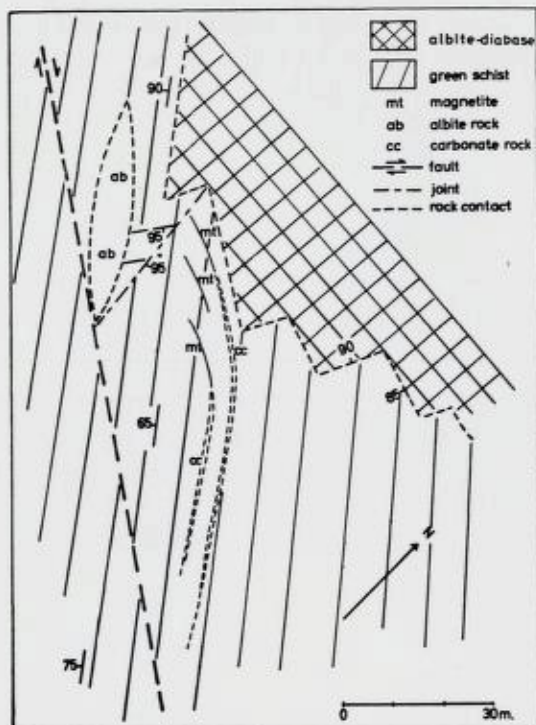 albite-diabase
green schist
mt magnetite
ab albite rock
cc carbonate rock
fault
joint
rock contact
90
ab
ab
95
95
mt
mt
mt
cc
90
85
65
cc
N
75
0 30m.